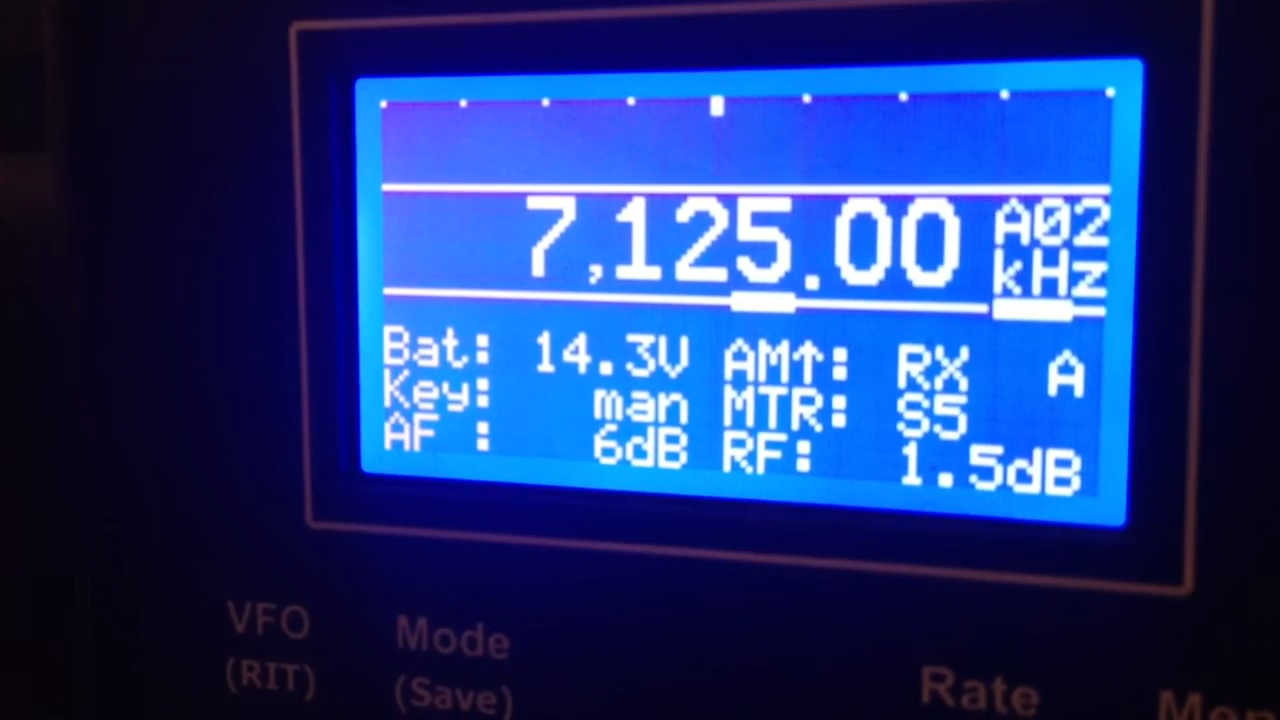 7,125.00 A02
kHz
Bat: 14.3V AM↑: RX A
Key: man MTR: S5
AF : 6dB RF: 1.5dB
VFO Mode
(RIT) (Save) Rate